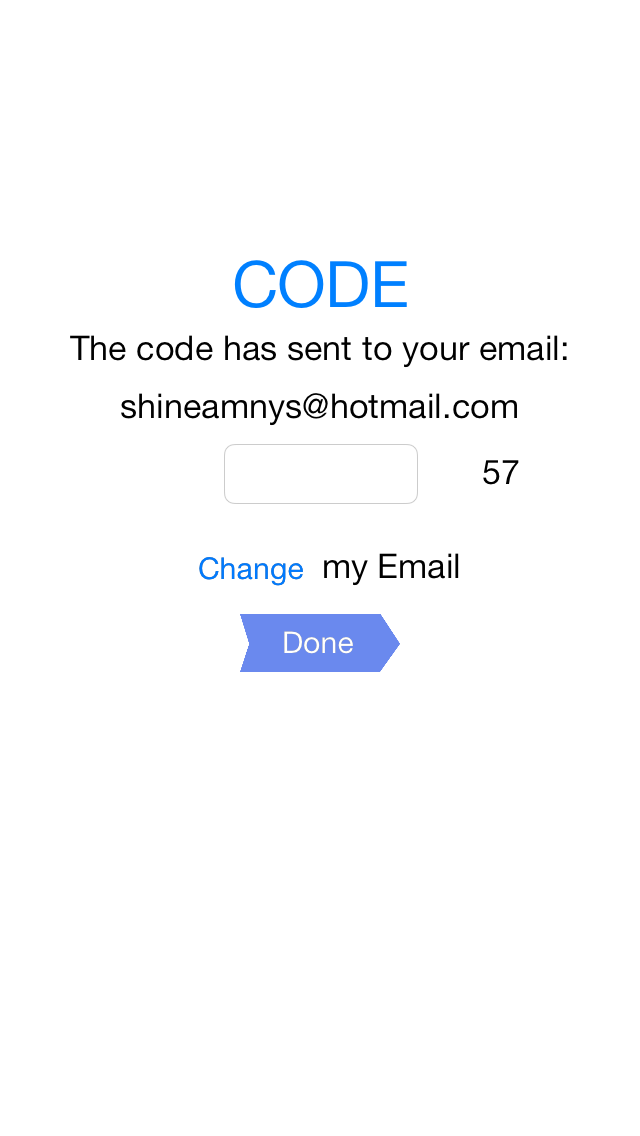 CODE
The code has sent to your email:
shineamnys@hotmail.com
57
Change my Email
Done